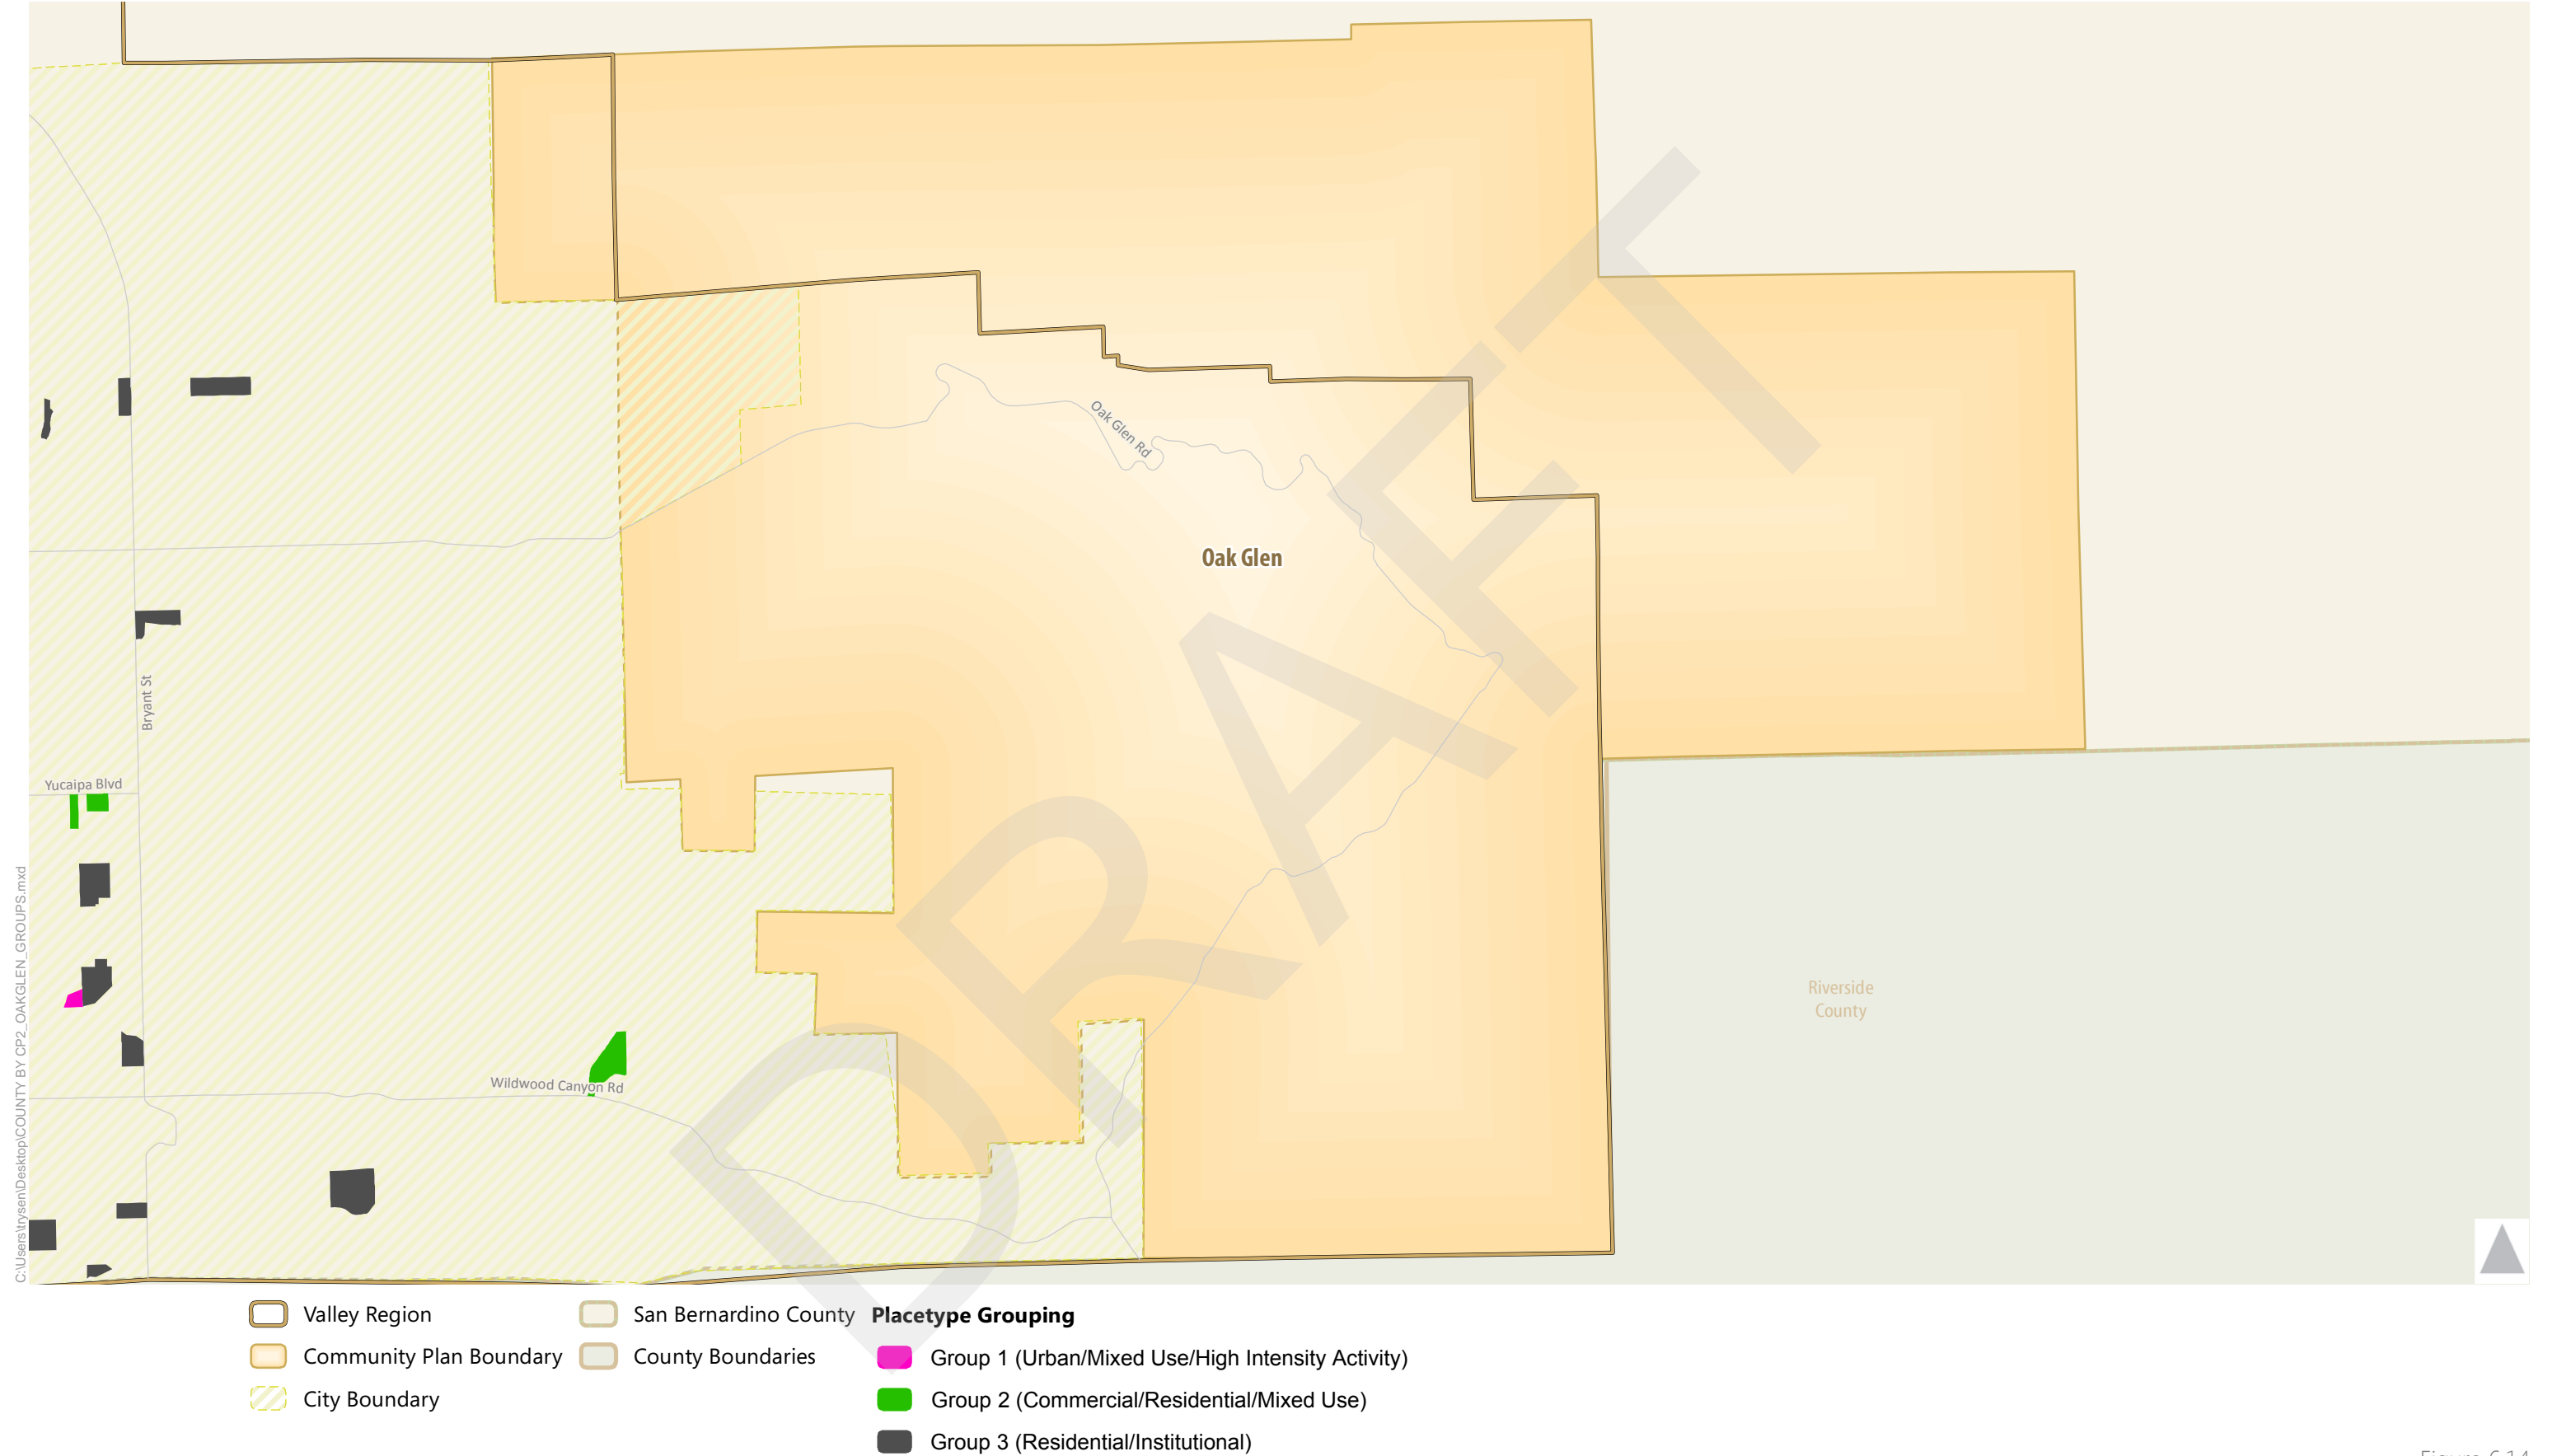 Oak Glen Rd
Oak Glen
Bryant St
Yucaipa Blvd
Riverside
County
Wildwood Canyon Rd
DRAFT
C:\Users\trysen\Desktop\COUNTY BY CP2_OAKGLEN_GROUPS.mxd
Valley Region
Community Plan Boundary
City Boundary
San Bernardino County
County Boundaries
Placetype Grouping
Group 1 (Urban/Mixed Use/High Intensity Activity)
Group 2 (Commercial/Residential/Mixed Use)
Group 3 (Residential/Institutional)